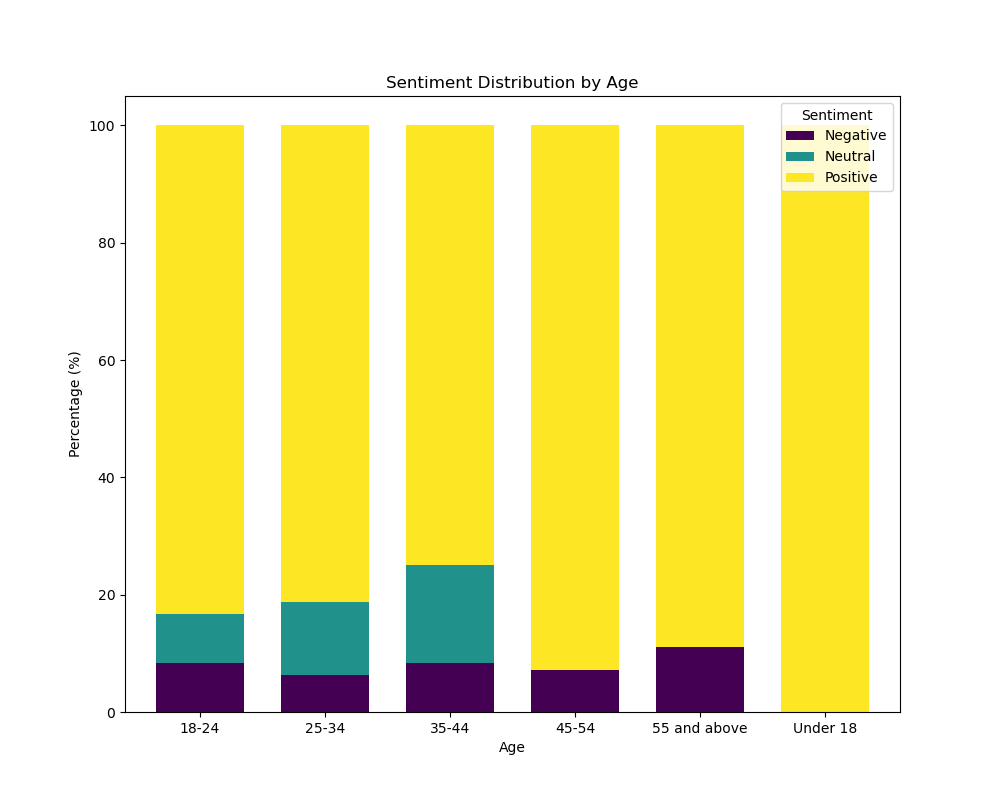 Sentiment Distribution by Age
Sentiment
Negative
Neutral
Positive
100
80
60
40
20
0
Percentage (%)
18-24 25-34 35-44 45-54 55 and above Under 18
Age